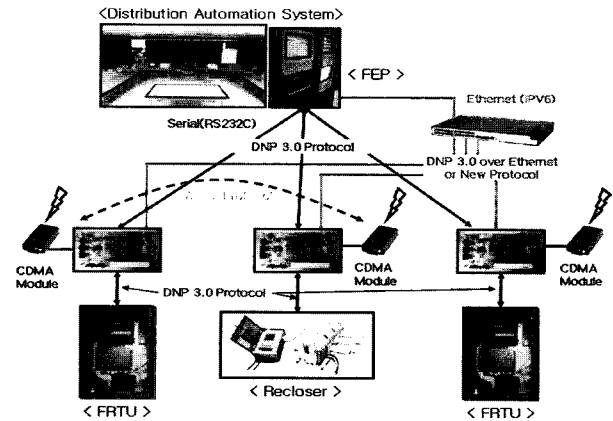 <Distribution Automation System>
< FEP >
Ethernet (IPV6)
Serial(RS232C)
DNP 3.0 Protocol
DNP 3.0 over Ethernet
or New Protocol
CDMA
Module
CDMA
Module
CDMA
Module
DNP 3.0 Protocol
< FRTU >
< Recloser >
< FRTU >